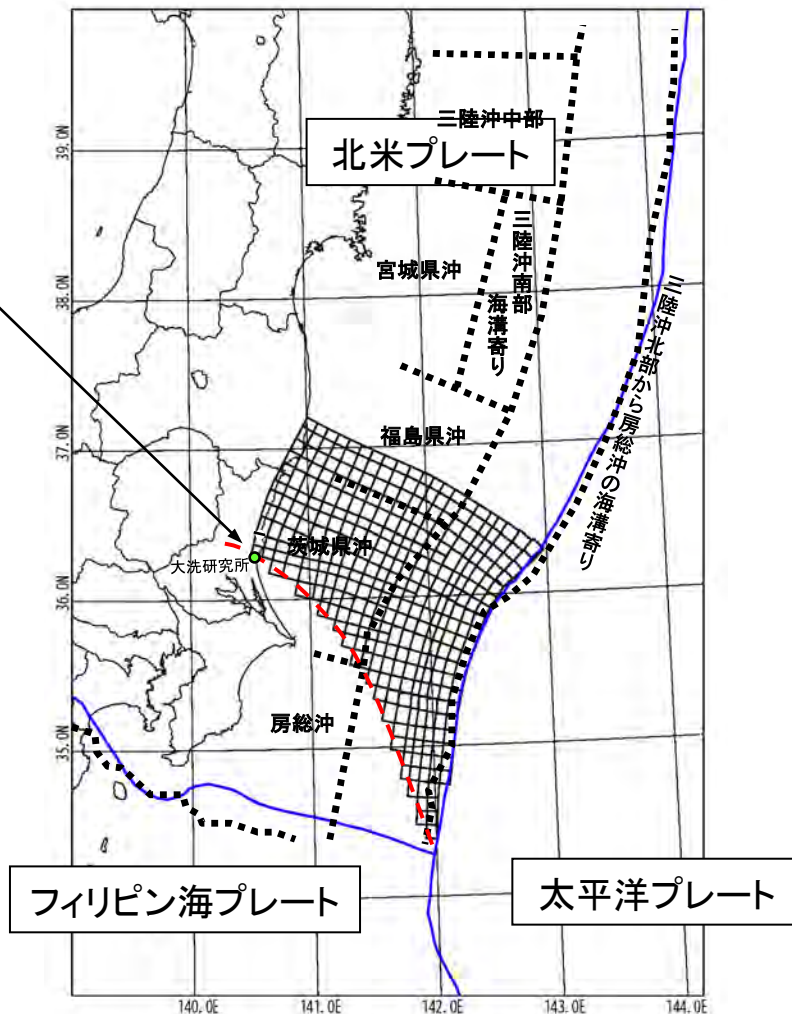 三陸沖中部
北米プレート
39.0N
三陸沖南部
海溝寄り
宮城県沖
38.0N
三陸沖北部から房総沖の海溝寄り
福島県沖
37.0N
茨城県沖
大洗研究所
36.0N
房総沖
35.0N
フィリピン海プレート
太平洋プレート
140.0E
141.0E
142.0E
143.0E
144.0E